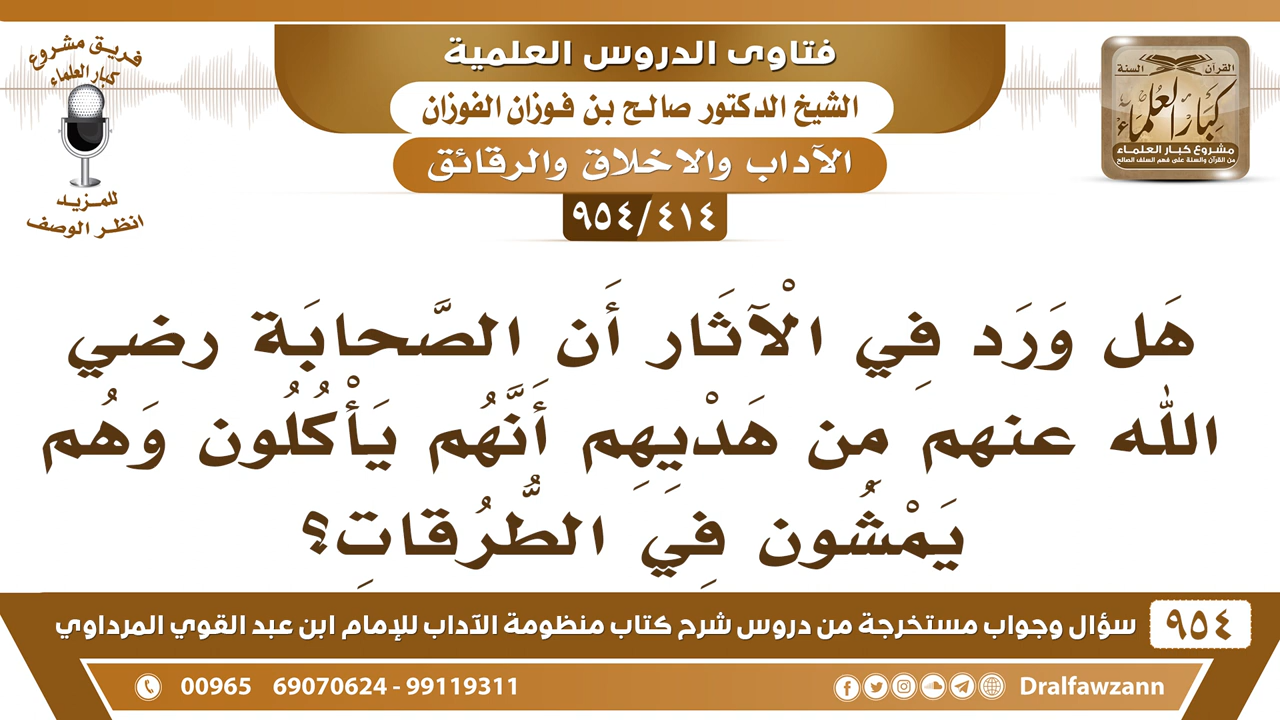 فتاوى الدروس العلمية
الشيخ الدكتور صالح بن فوزان الفوزان
الآداب والاخلاق والرقائق
٩٥٤/٤١٤
فريق مشروع
كبار العلماء
للمزيد
انظر الوصف
القرآن السنة
كبار العلماء
مشروع كبار العلماء
من القرآن والسنة على فهم السلف الصالح
هَل وَرَد فِي الْآثَار أَن الصَّحابَة رضي
الله عنهم من هَدْيِهِم أَنَّهُم يَأْكُلُون وَهُم
يَمْشُون فِي الطُّرُقاتِ؟
٩٥٤ سؤال وجواب مستخرجة من دروس شرح كتاب منظومة الآداب للإمام ابن عبد القوي المرداوي
00965 69070624 - 99119311
Dralfawzann